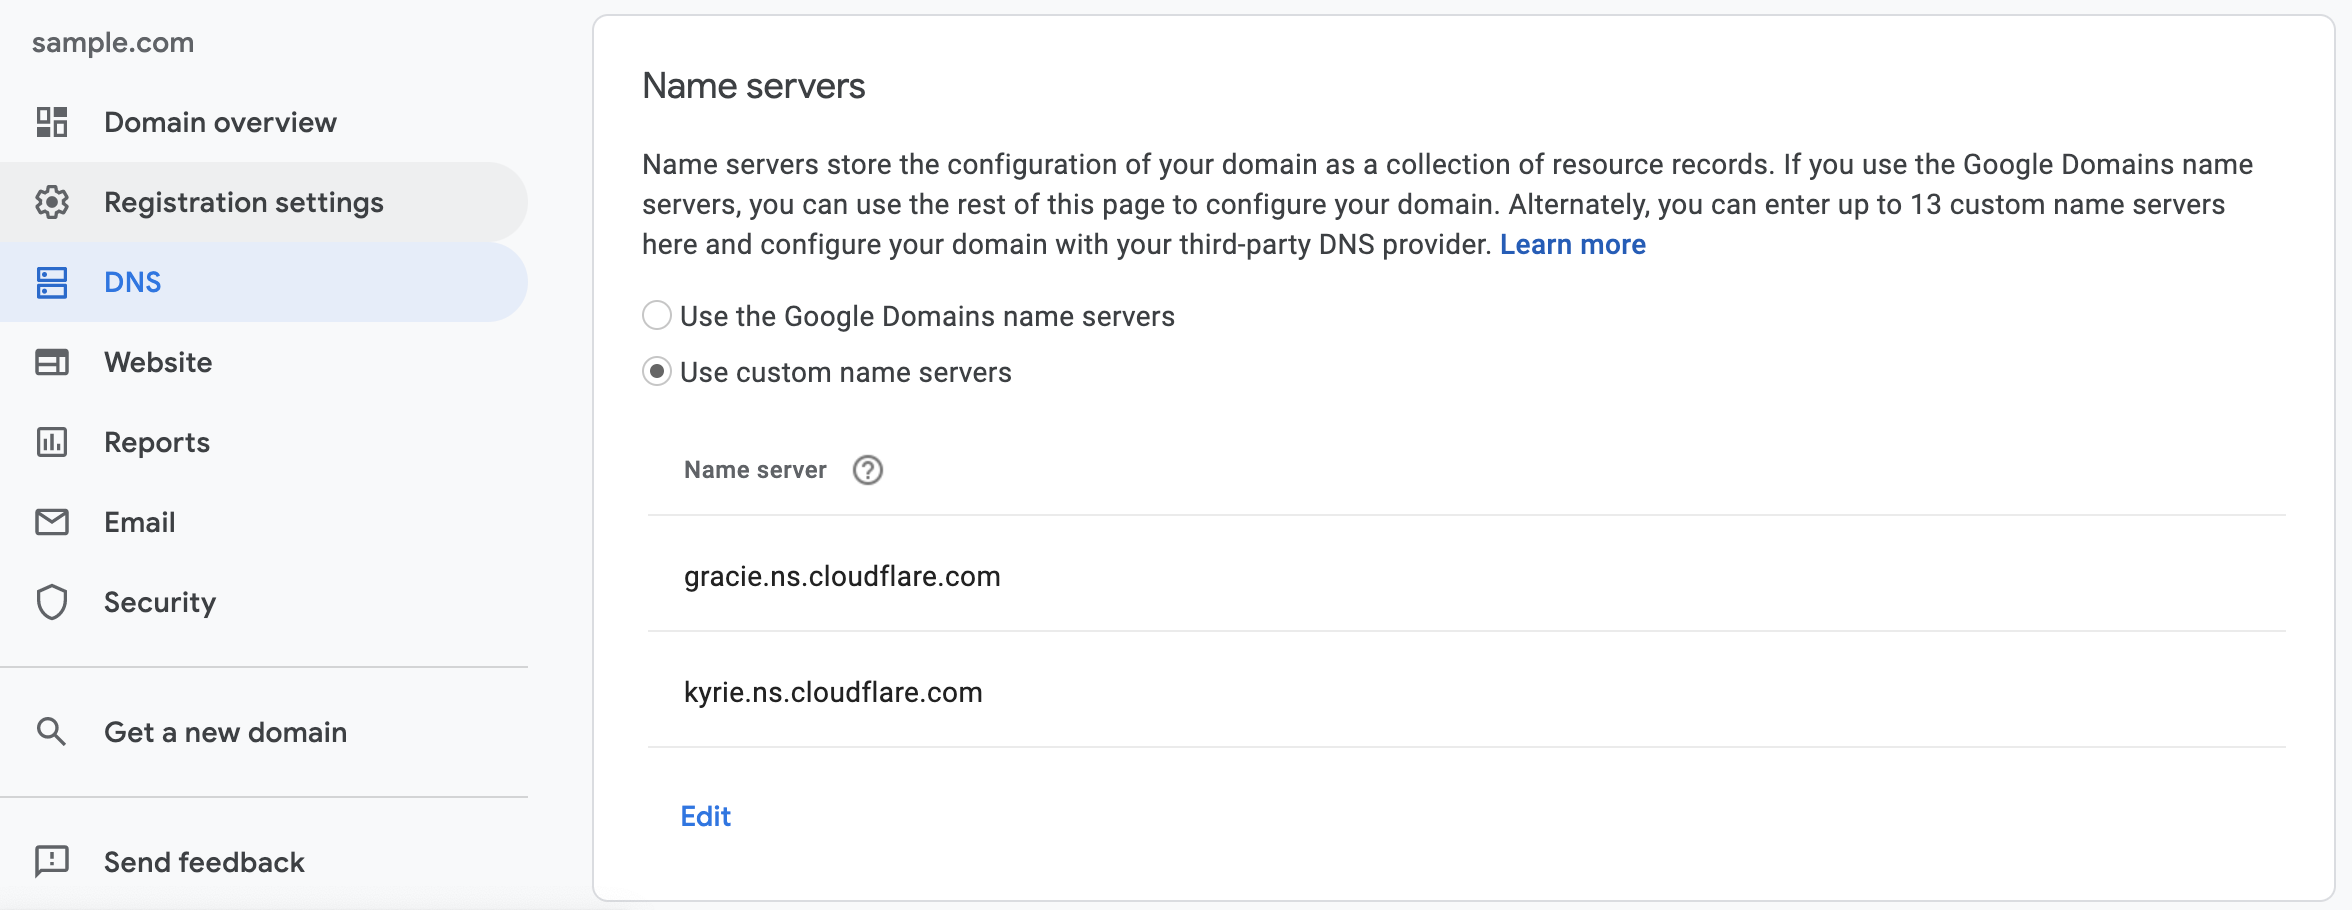 sample.com
Domain overview
Registration settings
DNS
Website
Reports
Email
Security
Get a new domain
Send feedback
Name servers
Name servers store the configuration of your domain as a collection of resource records. If you use the Google Domains name
servers, you can use the rest of this page to configure your domain. Alternately, you can enter up to 13 custom name servers
here and configure your domain with your third-party DNS provider. Learn more
Use the Google Domains name servers
Use custom name servers
Name server ?
gracie.ns.cloudflare.com
kyrie.ns.cloudflare.com
Edit